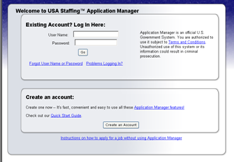 Welcome to USA Staffing™ Application Manager
Existing Account? Log In Here:
User Name:
Password:
Go
Forgot User Name or Password Problems Logging In?
Application Manager is an official U.S.
Government System. You are authorized to
use it subject to Terms and Conditions.
Unauthorized use of this system or its
information could result in criminal
prosecution
Create an account:
Create one now – It's fast, convenient and easy to use all these Application Manager features!
Check out our Quick Start Guide.
Create an Account
Instructions on how to apply for a job without using Application Manager